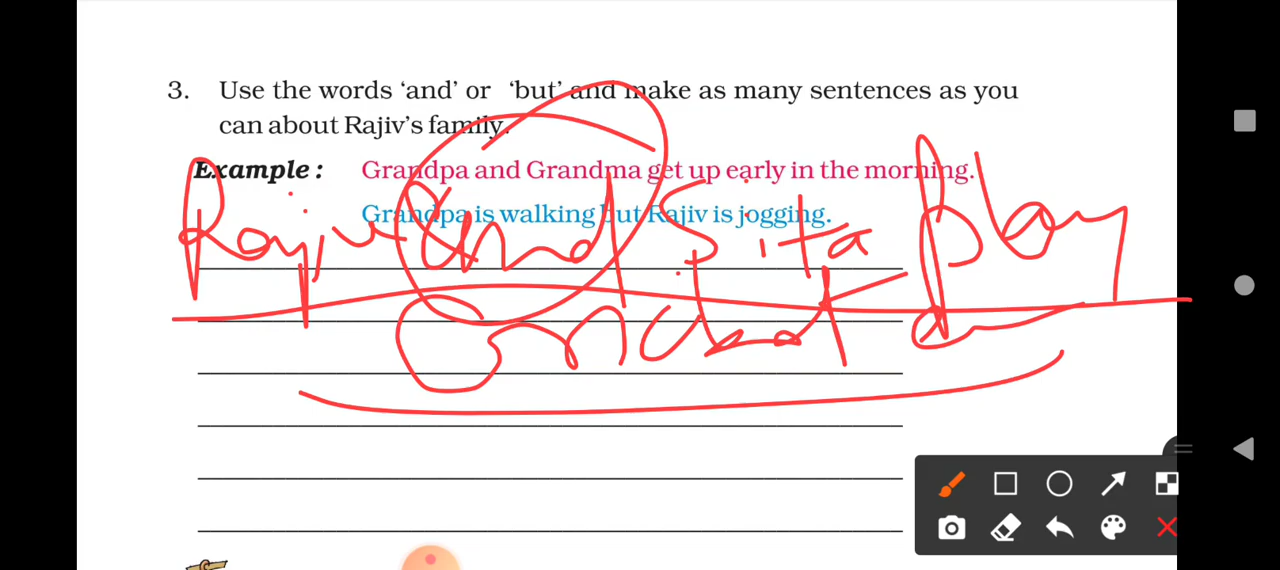 3. Use the words ‘and’ or ‘but’ and make as many sentences as you
can about Rajiv’s family.
Example : Grandpa and Grandma get up early in the morning.
Grandpa is walking but Rajiv is jogging.
Rajiv and Sita play